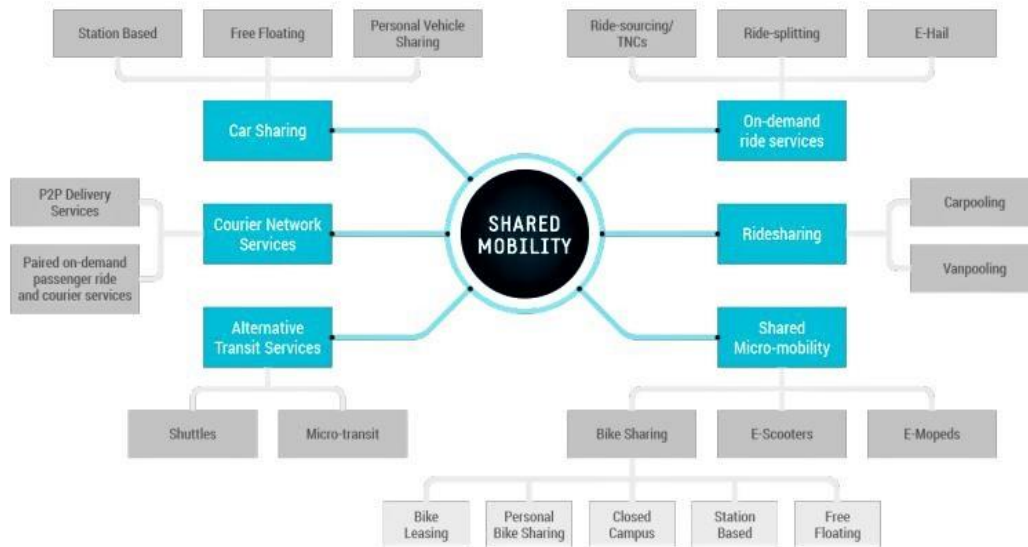 Station Based
Free Floating
Personal Vehicle
Sharing
Ride-sourcing/
TNCs
Ride-splitting
E-Hail
Car Sharing
On-demand
ride services
P2P Delivery
Services
Courier Network
Services
SHARED
MOBILITY
Ridesharing
Carpooling
Paired on-demand
passenger ride
and courier services
Vanpooling
Alternative
Transit Services
Shared
Micro-mobility
Shuttles
Micro-transit
Bike Sharing
E-Scooters
E-Mopeds
Bike
Leasing
Personal
Bike Sharing
Closed
Campus
Station
Based
Free
Floating